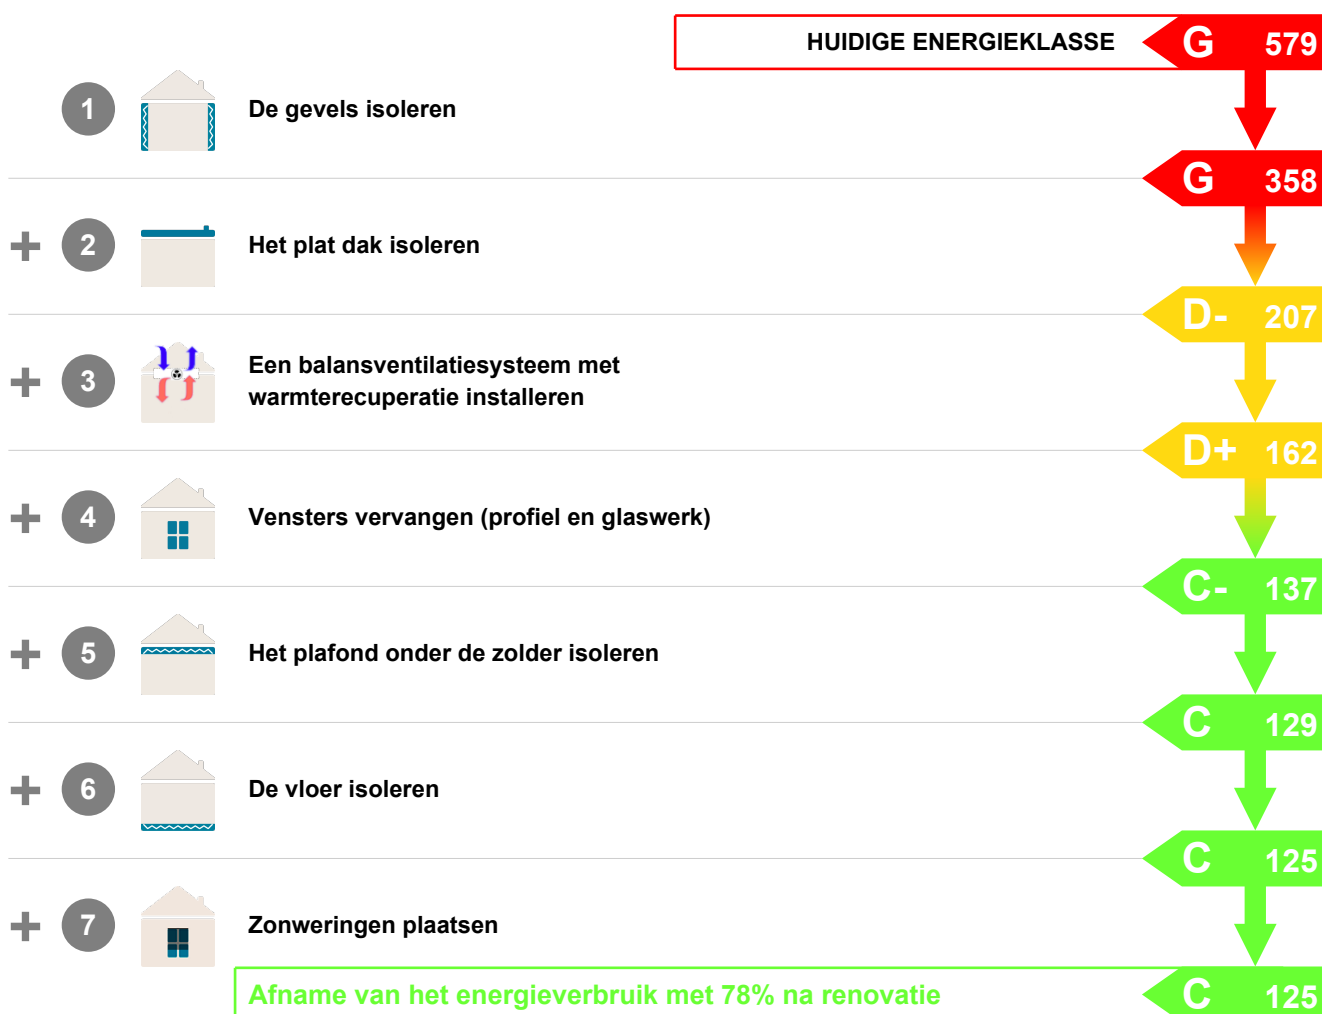 HUIDIGE ENERGIEKLASSE G 579
1 De gevels isoleren
G 358
+ 2 Het plat dak isoleren
D- 207
+ 3 Een balansventilatiesysteem met
warmterecuperatie installeren
D+ 162
+ 4 Vensters vervangen (profiel en glaswerk)
C- 137
+ 5 Het plafond onder de zolder isoleren
C 129
+ 6 De vloer isoleren
C 125
+ 7 Zonweringen plaatsen
Afname van het energieverbruik met 78% na renovatie C 125